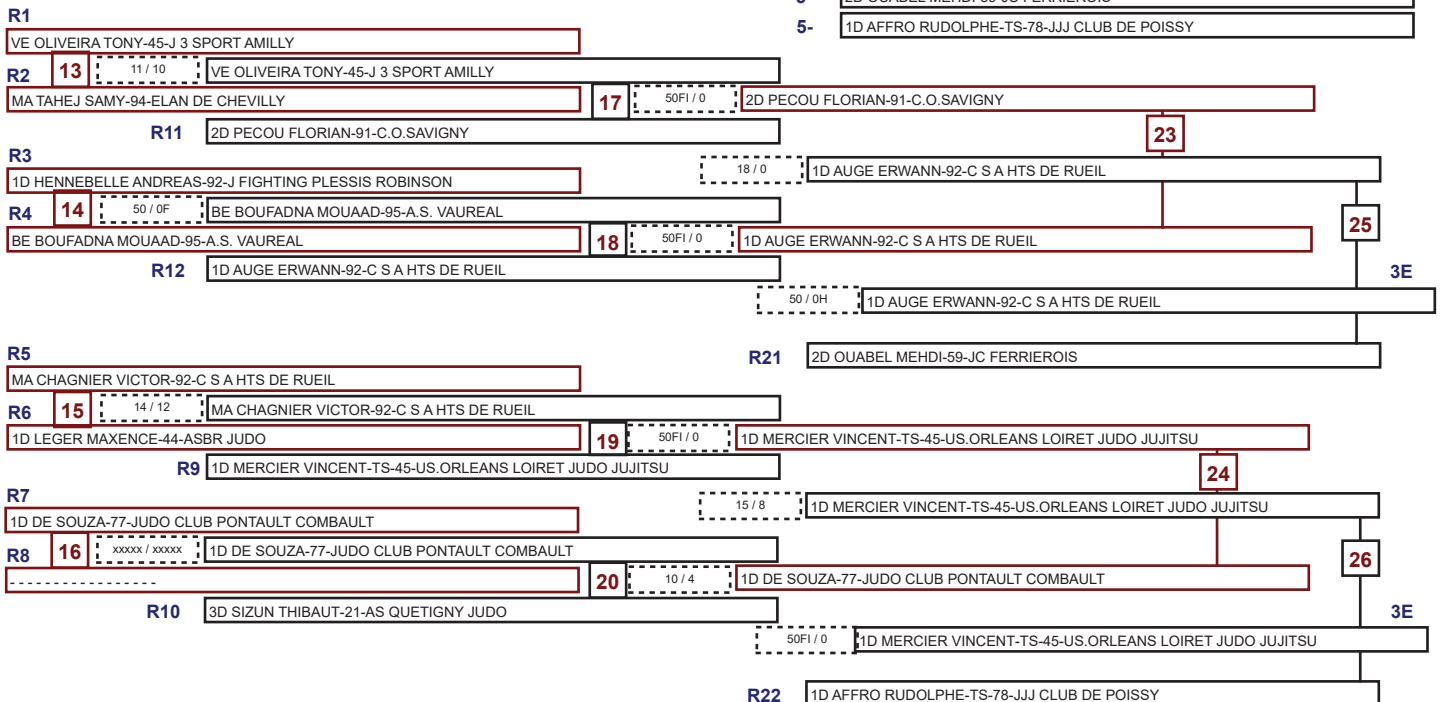 2D OUABEL MEHDI-59-JC FERRIEROIS
5- 1D AFFRO RUDOLPHE-TS-78-JJJ CLUB DE POISSY
R1
VE OLIVEIRA TONY-45-J 3 SPORT AMILLY
R2 13 11 / 10 VE OLIVEIRA TONY-45-J 3 SPORT AMILLY
MA TAHEJ SAMY-94-ELAN DE CHEVILLY 17 50FI / 0 2D PECOU FLORIAN-91-C.O.SAVIGNY
R11 2D PECOU FLORIAN-91-C.O.SAVIGNY 23
R3
18 / 0 1D AUGE ERWANN-92-C S A HTS DE RUEIL
1D HENNEBELLE ANDREAS-92-J FIGHTING PLESSIS ROBINSON
R4 14 50 / 0F BE BOUFADNA MOUAAD-95-A.S. VAUREAL 25
BE BOUFADNA MOUAAD-95-A.S. VAUREAL 18 50FI / 0 1D AUGE ERWANN-92-C S A HTS DE RUEIL
R12 1D AUGE ERWANN-92-C S A HTS DE RUEIL 3E
50 / 0H 1D AUGE ERWANN-92-C S A HTS DE RUEIL
R5 R21 2D OUABEL MEHDI-59-JC FERRIEROIS
MA CHAGNIER VICTOR-92-C S A HTS DE RUEIL
R6 15 14 / 12 MA CHAGNIER VICTOR-92-C S A HTS DE RUEIL
1D LEGER MAXENCE-44-ASBR JUDO 19 50FI / 0 1D MERCIER VINCENT-TS-45-US.ORLEANS LOIRET JUDO JUJITSU
R9 1D MERCIER VINCENT-TS-45-US.ORLEANS LOIRET JUDO JUJITSU 24
R7
15 / 8 1D MERCIER VINCENT-TS-45-US.ORLEANS LOIRET JUDO JUJITSU
1D DE SOUZA-77-JUDO CLUB PONTAULT COMBAULT
R8 16 xxxxx / xxxxx 1D DE SOUZA-77-JUDO CLUB PONTAULT COMBAULT 26
- - - - - - - - - - - - - - - - - 20 10 / 4 1D DE SOUZA-77-JUDO CLUB PONTAULT COMBAULT
R10 3D SIZUN THIBAUT-21-AS QUETIGNY JUDO 3E
50FI / 0 1D MERCIER VINCENT-TS-45-US.ORLEANS LOIRET JUDO JUJITSU
R22 1D AFFRO RUDOLPHE-TS-78-JJJ CLUB DE POISSY